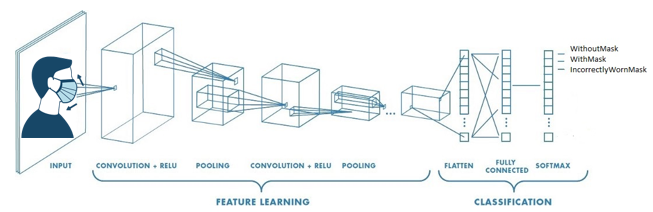 WithoutMask
WithMask
IncorrectlyWornMask
INPUT
CONVOLUTION + RELU
POOLING
CONVOLUTION + RELU
POOLING
FLATTEN
FULLY
CONNECTED
SOFTMAX
FEATURE LEARNING
CLASSIFICATION